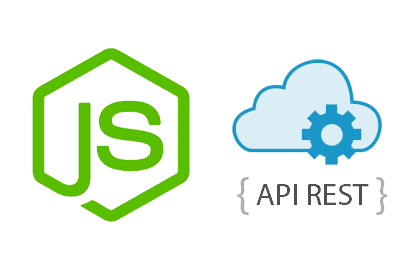 JS
{ API REST }